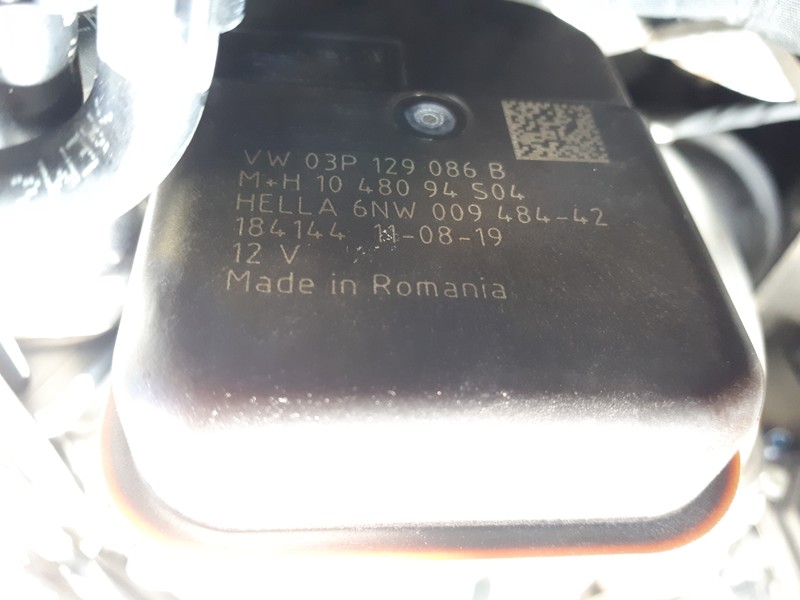 VW 03P 129 086 B
M+H 10 480 94 S04
HELLA 6NW 009 484-42
184144 11-08-19
12 V
Made in Romania